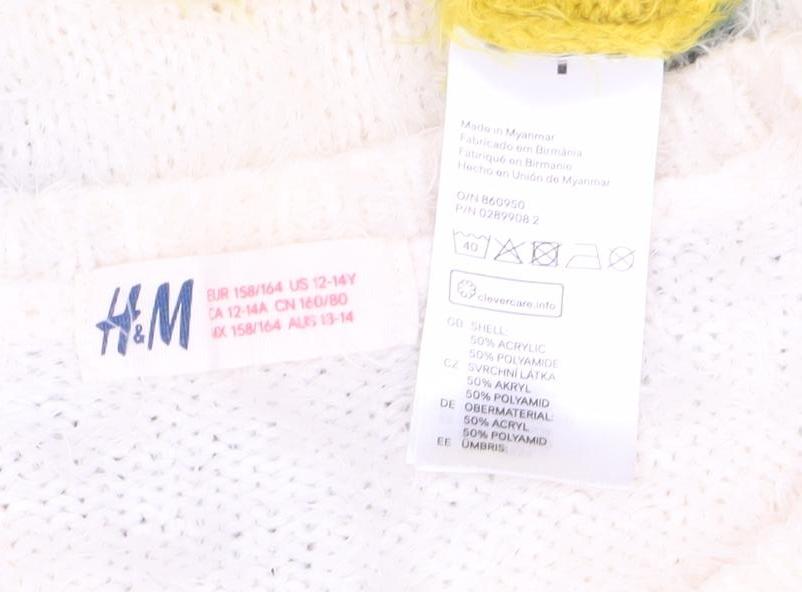 H&M
EUR 158/164 US 12-14Y
CA 12-14A CN 160/80
MX 158/164 AUS 13-14
Made in Myanmar
Fabricado em Birmânia
Fabriqué en Birmanie
Hecho en Unión de Myanmar
O/N 860950
P/N 0289908 2
40
clevercare.info
GB SHELL:
50% ACRYLIC
50% POLYAMIDE
CZ SVRCHNÍ LÁTKA
50% AKRYL
50% POLYAMID
DE OBERMATERIAL:
50% ACRYL
50% POLYAMID
EE ÜMBRIS: